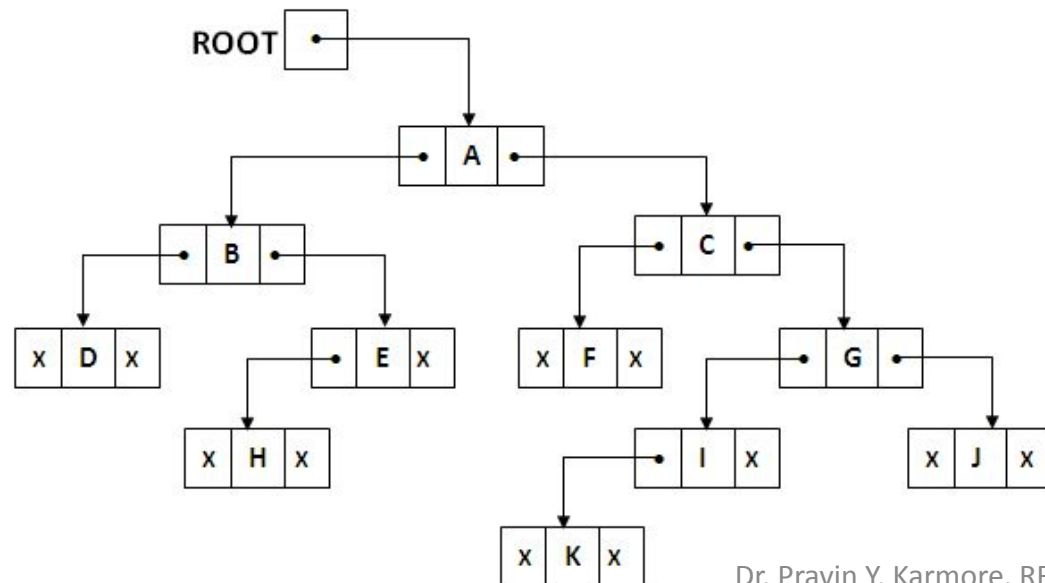 ROOT
A
B
C
x D x
E x
x F x
G
x H x
I x
x J x
x K x
Dr. Pravin Y. Karmore, RE